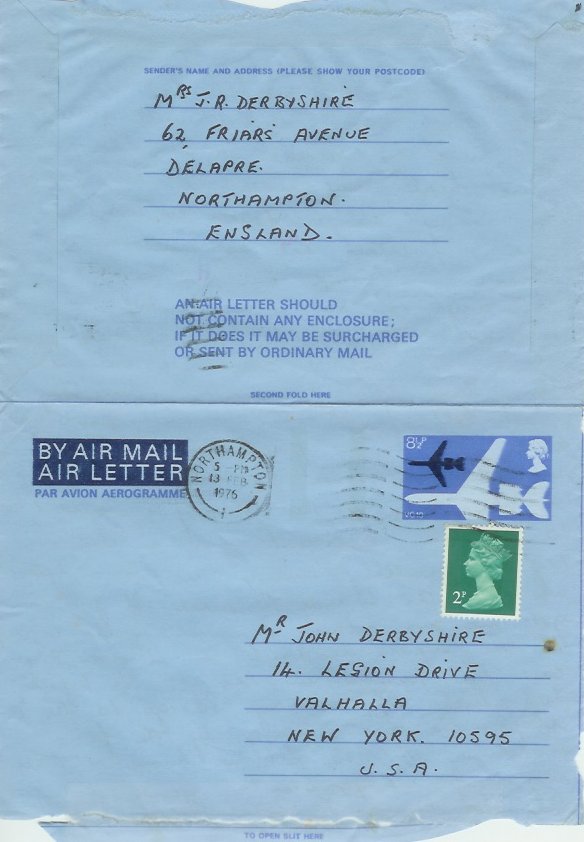 SENDER'S NAME AND ADDRESS (PLEASE SHOW YOUR POSTCODE)
MRS J.R. DERBYSHIRE
62 FRIARS AVENUE
DELAPRE.
NORTHAMPTON.
ENGLAND.
AN AIR LETTER SHOULD
NOT CONTAIN ANY ENCLOSURE;
IF IT DOES IT MAY BE SURCHARGED
OR SENT BY ORDINARY MAIL
SECOND FOLD HERE
BY AIR MAIL
AIR LETTER
PAR AVION AEROGRAMME
NORTHAMPTON
5 - PM
13 FEB
1976
1
8½P
VC10
2P
MR JOHN DERBYSHIRE
14. LEGION DRIVE
VALHALLA
NEW YORK. 10595
U.S.A.
TO OPEN SLIT HERE